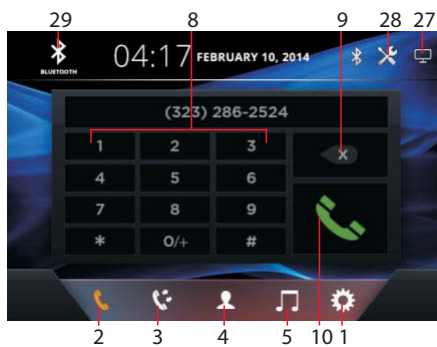 29 8 9 28 27
04:17 FEBRUARY 10, 2014
BLUETOOTH
(323) 286-2524
1 2 3
X
4 5 6
7 8 9
* 0/+ #
2 3 4 5 10 1